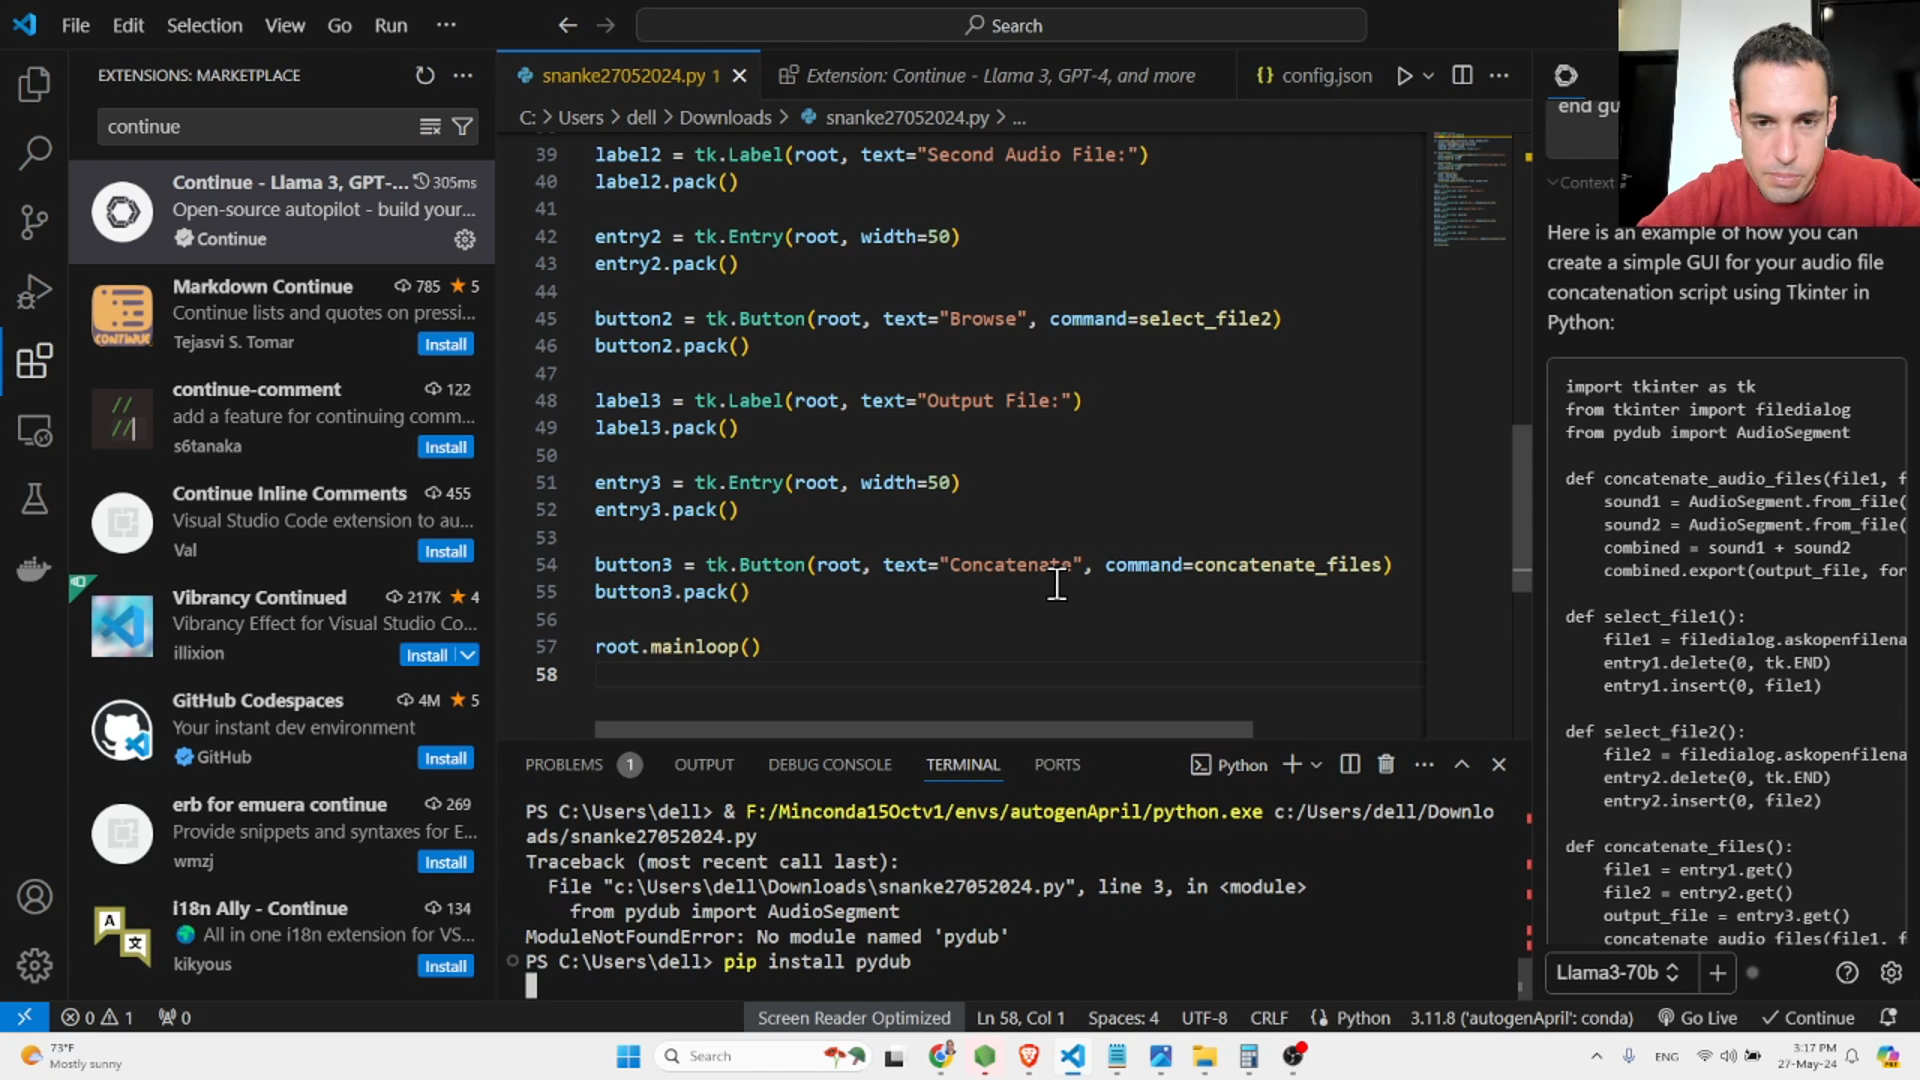 File Edit Selection View Go Run ···
Search
EXTENSIONS: MARKETPLACE
continue
Continue - Llama 3, GPT-... 305ms
Open-source autopilot - build your...
Continue
Markdown Continue 785 ★ 5
Continue lists and quotes on pressi...
Tejasvi S. Tomar Install
continue-comment 122
add a feature for continuing comm...
s6tanaka Install
Continue Inline Comments 455
Visual Studio Code extension to au...
Val Install
Vibrancy Continued 217K ★ 4
Vibrancy Effect for Visual Studio Co...
illixion Install
GitHub Codespaces 4M ★ 5
Your instant dev environment
GitHub Install
erb for emuera continue 269
Provide snippets and syntaxes for E...
wmzj Install
i18n Ally - Continue 134
All in one i18n extension for VS...
kikyous Install
snanke27052024.py 1
Extension: Continue - Llama 3, GPT-4, and more
{} config.json
C: > Users > dell > Downloads > snanke27052024.py > ...
39 label2 = tk.Label(root, text="Second Audio File:")
40 label2.pack()
41
42 entry2 = tk.Entry(root, width=50)
43 entry2.pack()
44
45 button2 = tk.Button(root, text="Browse", command=select_file2)
46 button2.pack()
47
48 label3 = tk.Label(root, text="Output File:")
49 label3.pack()
50
51 entry3 = tk.Entry(root, width=50)
52 entry3.pack()
53
54 button3 = tk.Button(root, text="Concatenate", command=concatenate_files)
55 button3.pack()
56
57 root.mainloop()
58
PROBLEMS 1 OUTPUT DEBUG CONSOLE TERMINAL PORTS
Python
PS C:\Users\dell> & F:/Minconda15Octv1/envs/autogenApril/python.exe c:/Users/dell/Downlo
ads/snanke27052024.py
Traceback (most recent call last):
File "c:\Users\dell\Downloads\snanke27052024.py", line 3, in <module>
from pydub import AudioSegment
ModuleNotFoundError: No module named 'pydub'
PS C:\Users\dell> pip install pydub
end gu
Context
Here is an example of how you can
create a simple GUI for your audio file
concatenation script using Tkinter in
Python:
import tkinter as tk
from tkinter import filedialog
from pydub import AudioSegment
def concatenate_audio_files(file1, f
sound1 = AudioSegment.from_file(
sound2 = AudioSegment.from_file(
combined = sound1 + sound2
combined.export(output_file, for
def select_file1():
file1 = filedialog.askopenfilena
entry1.delete(0, tk.END)
entry1.insert(0, file1)
def select_file2():
file2 = filedialog.askopenfilena
entry2.delete(0, tk.END)
entry2.insert(0, file2)
def concatenate_files():
file1 = entry1.get()
file2 = entry2.get()
output_file = entry3.get()
concatenate_audio_files(file1, f
Llama3-70b
0 1 0
Screen Reader Optimized Ln 58, Col 1 Spaces: 4 UTF-8 CRLF Python 3.11.8 ('autogenApril': conda) Go Live Continue
73°F
Mostly sunny
Search
ENG
3:17 PM
27-May-24